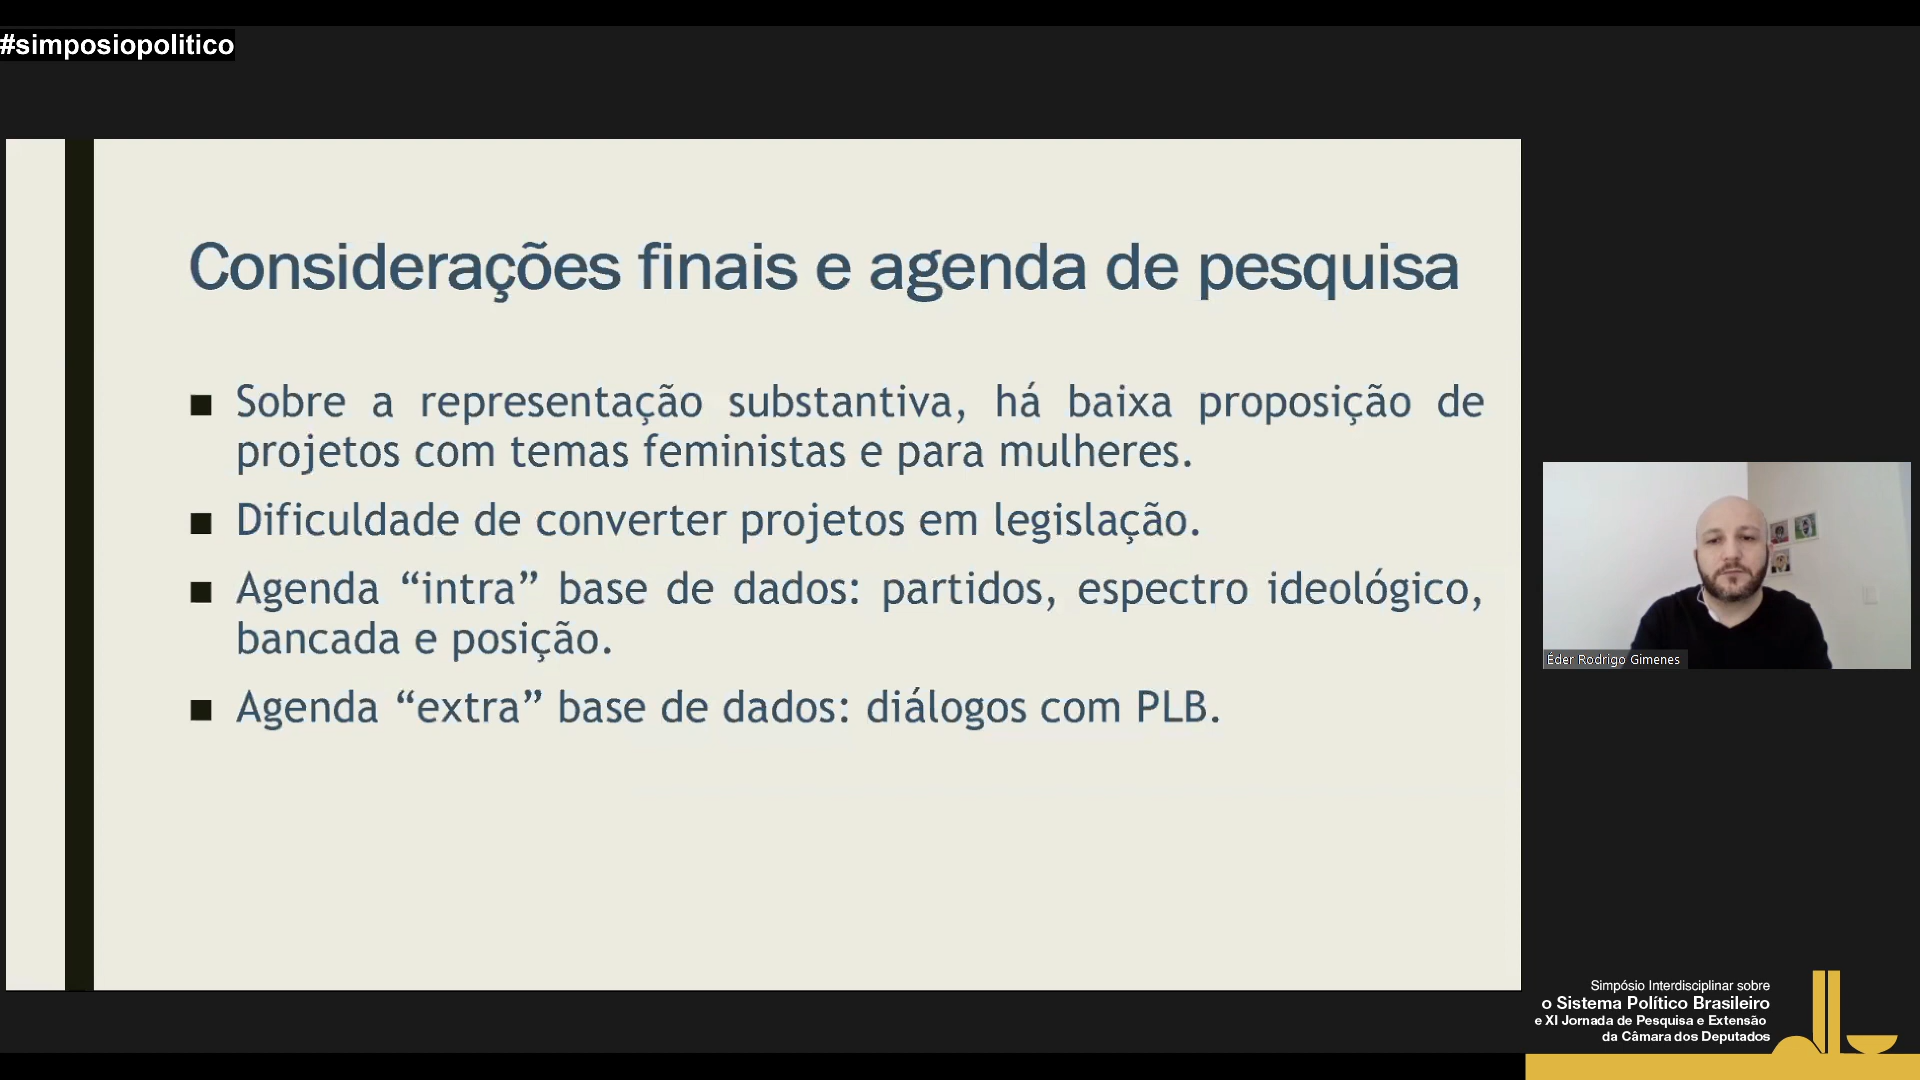 #simposiopolitico
Considerações finais e agenda de pesquisa
■ Sobre a representação substantiva, há baixa proposição de
projetos com temas feministas e para mulheres.
■ Dificuldade de converter projetos em legislação.
■ Agenda “intra” base de dados: partidos, espectro ideológico,
bancada e posição.
■ Agenda “extra” base de dados: diálogos com PLB.
Éder Rodrigo Gimenes
Simpósio Interdisciplinar sobre
o Sistema Político Brasileiro
e XI Jornada de Pesquisa e Extensão
da Câmara dos Deputados